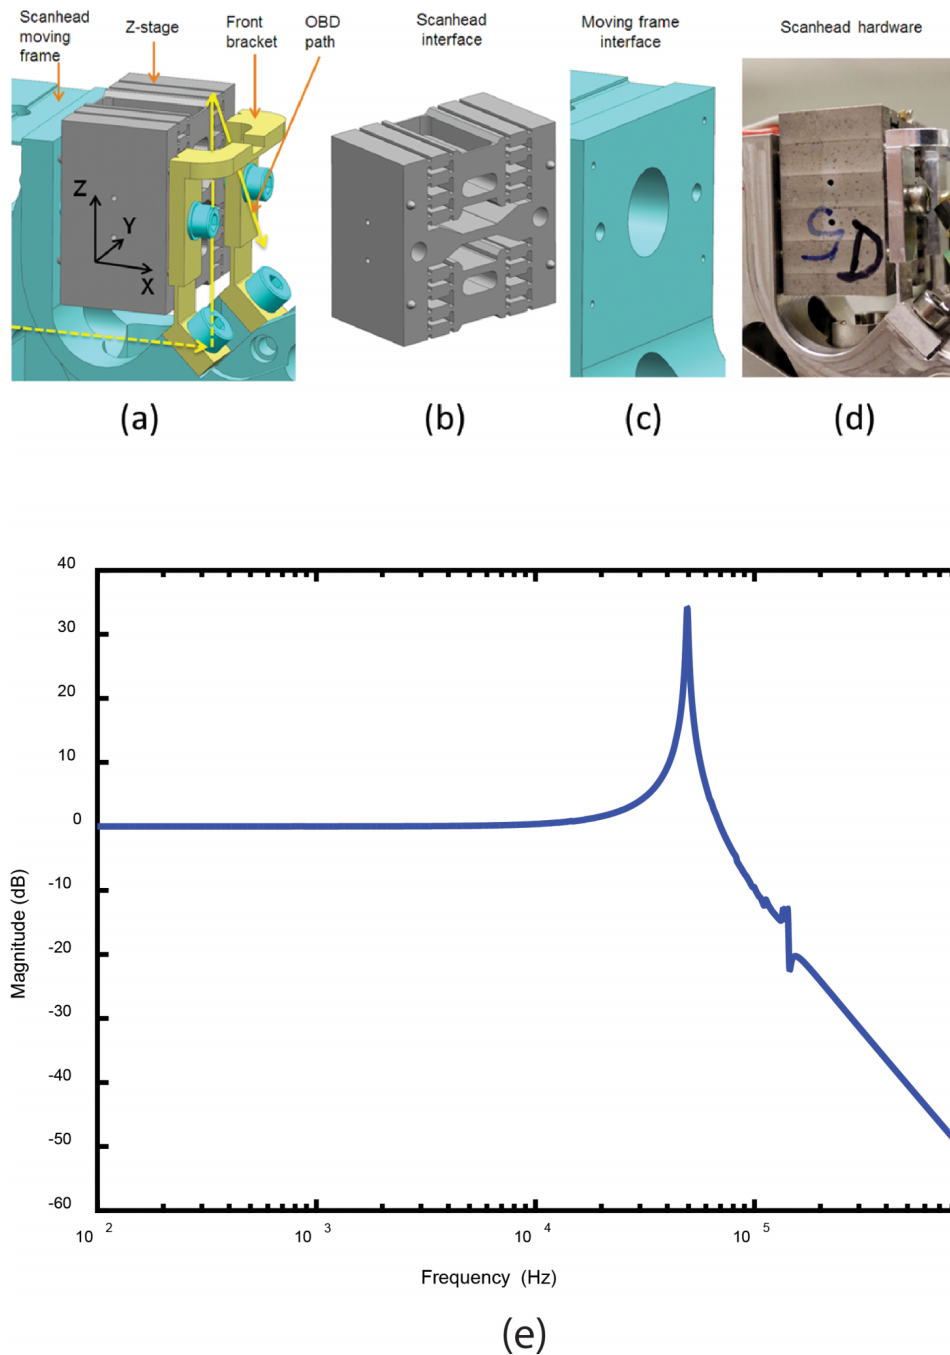 Scanhead moving frame
Z-stage
Front bracket
OBD path
Scanhead interface
Moving frame interface
Scanhead hardware
Z
Y
X
SD
(a)
(b)
(c)
(d)
40
30
20
10
0
-10
-20
-30
-40
-50
-60
Magnitude (dB)
10 2
10 3
10 4
10 5
Frequency (Hz)
(e)